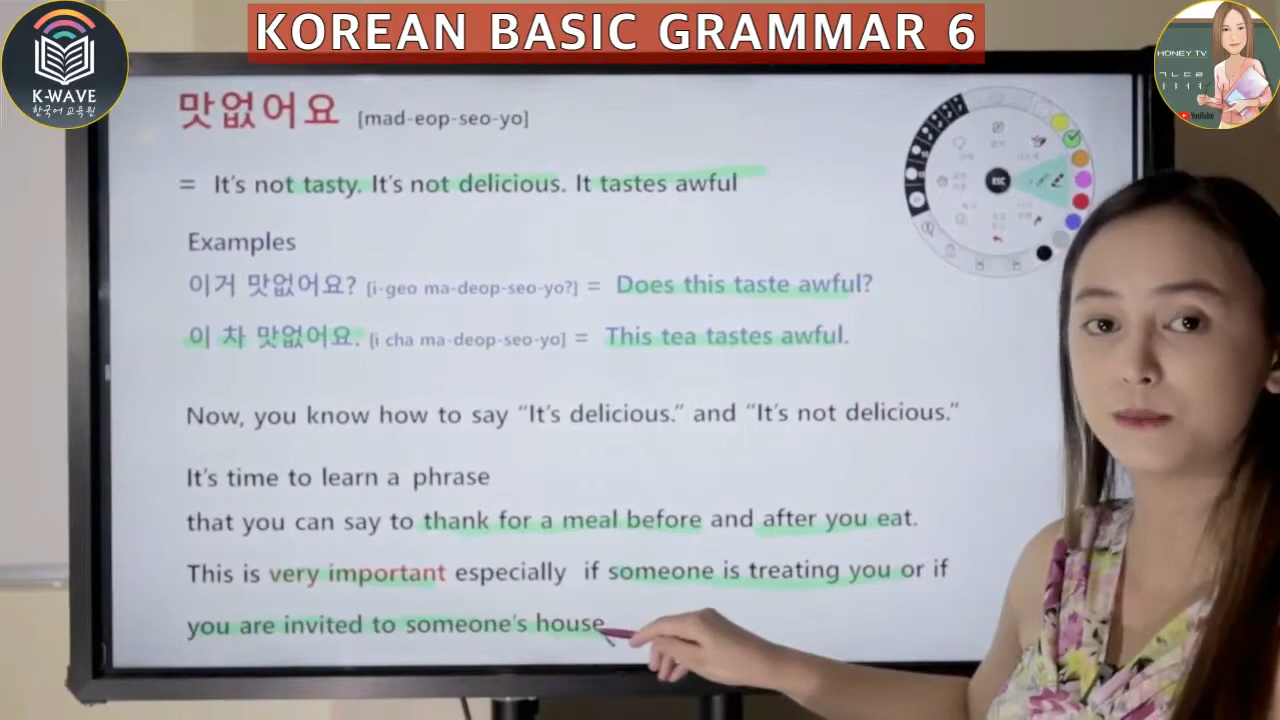 KOREAN BASIC GRAMMAR 6
K-WAVE
한국어 교육원
HONEY TV
ㄱㄴㄷㄹ
YouTube
맛없어요 [mad-eop-seo-yo]
= It's not tasty. It's not delicious. It tastes awful
Examples
이거 맛없어요? [i-geo ma-deop-seo-yo?] = Does this taste awful?
이 차 맛없어요. [i cha ma-deop-seo-yo] = This tea tastes awful.
Now, you know how to say “It's delicious.” and “It's not delicious.”
It's time to learn a phrase
that you can say to thank for a meal before and after you eat.
This is very important especially if someone is treating you or if
you are invited to someone's house
ESC